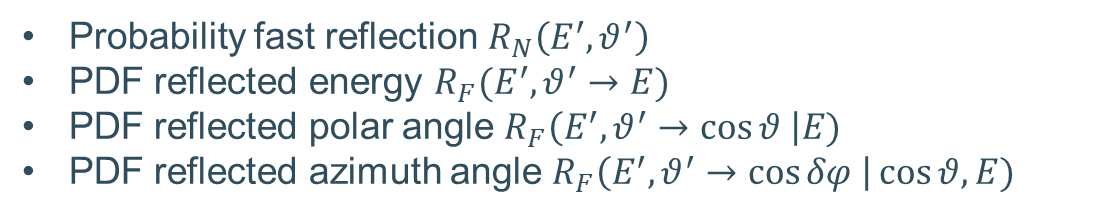 • Probability fast reflection R_N(E′, ϑ′)
• PDF reflected energy R_F(E′, ϑ′ → E)
• PDF reflected polar angle R_F(E′, ϑ′ → cos ϑ |E)
• PDF reflected azimuth angle R_F(E′, ϑ′ → cos δφ | cos ϑ, E)